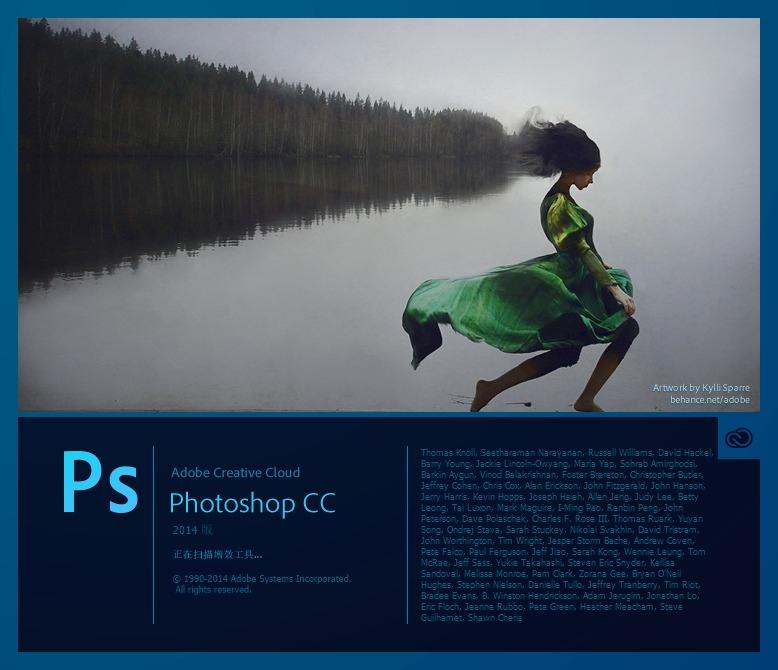 Artwork by Kylli Sparre
behance.net/adobe
Ps
Adobe Creative Cloud
Photoshop CC
2014 版
正在扫描增效工具...
© 1990-2014 Adobe Systems Incorporated.
All rights reserved.
Thomas Knoll, Seetharaman Narayanan, Russell Williams, David Hackel,
Barry Young, Jackie Lincoln-Owyang, Maria Yap, Sohrab Amirghodsi,
Barkin Aygun, Vinod Balakrishnan, Foster Brereton, Christopher Butler,
Jeffrey Cohen, Chris Cox, Alan Erickson, John Fitzgerald, John Hanson,
Jerry Harris, Kevin Hopps, Joseph Hsieh, Allen Jeng, Judy Lee, Betty
Leong, Tai Luxon, Mark Maguire, I-Ming Pao, Renbin Peng, John
Peterson, Dave Polaschek, Charles F. Rose III, Thomas Ruark, Yuyan
Song, Ondrej Stava, Sarah Stuckey, Nikolai Svakhin, David Tristram,
John Worthington, Tim Wright, Jesper Storm Bache, Andrew Coven,
Pete Falco, Paul Ferguson, Jeff Jiao, Sarah Kong, Wennie Leung, Tom
McRae, Jeff Sass, Yukie Takahashi, Steven Eric Snyder, Kellisa
Sandoval, Melissa Monroe, Pam Clark, Zorana Gee, Bryan O'Neil
Hughes, Stephen Nielson, Danielle Tullo, Jeffrey Tranberry, Tim Riot,
Bradee Evans, B. Winston Hendrickson, Adam Jerugim, Jonathan Lo,
Eric Floch, Jeanne Rubbo, Pete Green, Heather Meacham, Steve
Guilhamet, Shawn Cheris